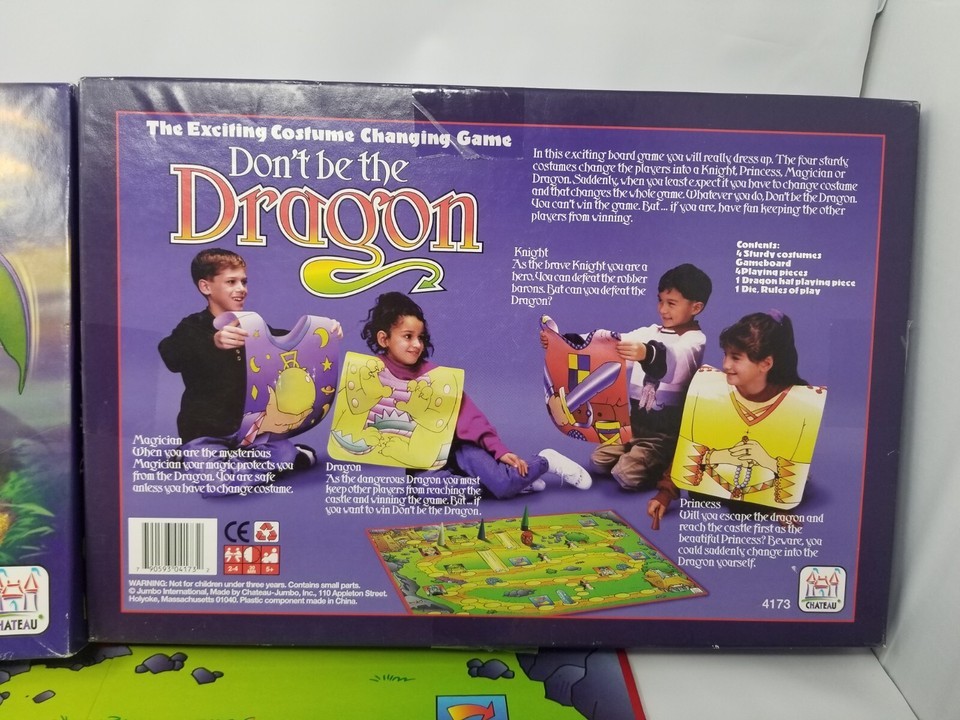 The Exciting Costume Changing Game
Don't be the
Dragon
In this exciting board game you will really dress up. The four sturdy
costumes change the players into a Knight, Princess, Magician or
Dragon. Suddenly, when you least expect it you have to change costume
and that changes the whole game. Whatever you do, Don't be the Dragon.
You can't win the game. But... if you are, have fun keeping the other
players from winning.
Contents:
4 Sturdy costumes
Gameboard
4 Playing pieces
1 Dragon hat playing piece
1 Die, Rules of play
Knight
As the brave Knight you are a
hero. You can defeat the robber
barons. But can you defeat the
Dragon?
Magician
When you are the mysterious
Magician your magic protects you
from the Dragon. You are safe
unless you have to change costume.
Dragon
As the dangerous Dragon you must
keep other players from reaching the
castle and winning the game. But... if
you want to win Don't be the Dragon.
Princess
Will you escape the dragon and
reach the castle first as the
beautiful Princess? Beware, you
could suddenly change into the
Dragon yourself.
CE
7 90593 04173 2
2-4
5+
WARNING: Not for children under three years. Contains small parts.
© Jumbo International, Made by Chateau-Jumbo, Inc., 110 Appleton Street.
Holyoke, Massachusetts 01040. Plastic component made in China.
4173
CHATEAU
HATEAU